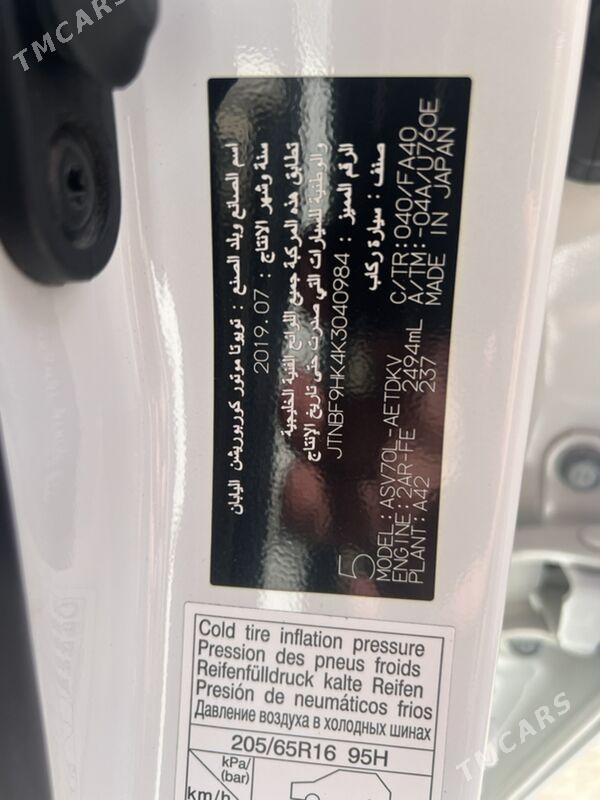 TMCARS
اسم الصانع وبلد الصنع : تويوتا موتور كوربوريشن اليابان
سنة وشهر الإنتاج : 2019.07
تطابق هذه المركبة جميع اللوائح الفنية الخليجية
والوطنية للسيارات التي صدرت حتى تاريخ الإنتاج
الرقم المميز : JTNBF9HK4K3040984
صنف : سيارة ركاب
5
MODEL: ASV70L-AETDKV C/TR: 040/FA40
ENGINE: 2AR-FE 2494mL A/TM: -04A/U760E
PLANT: A42 237 MADE IN JAPAN
Cold tire inflation pressure
Pression des pneus froids
Reifenfülldruck kalte Reifen
Presión de neumáticos frios
Давление воздуха в холодных шинах
205/65R16 95H
kPa/
(bar)
km/h
TMCARS